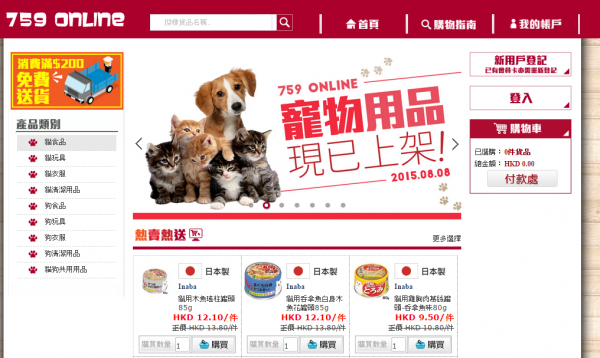 759 ONLINE
搜尋貨品名稱..
首頁
購物指南
我的帳戶
消費滿$200
免費
送貨
產品類別
貓食品
貓玩具
貓衣服
貓清潔用品
狗食品
狗玩具
狗衣服
狗清潔用品
貓狗共用用品
759 ONLINE
寵物用品
現已上架!
2015.08.08
新用戶登記
已有會員卡亦需重新登記
登入
購物車
已選購： 0件貨品
總金額： HKD 0.00
付款處
熱賣熱送
更多選擇
日本製
Inaba
貓用木魚瑤柱罐頭
85g
HKD 12.10/件
正價 HKD 13.80/件
購買數量 1 購買
日本製
Inaba
貓用吞拿魚白身木
魚花罐頭85g
HKD 12.10/件
正價 HKD 13.80/件
購買數量 1 購買
日本製
Inaba
貓用雞胸肉基絲罐
頭-吞拿魚味80g
HKD 9.50/件
正價 HKD 10.80/件
購買數量 1 購買